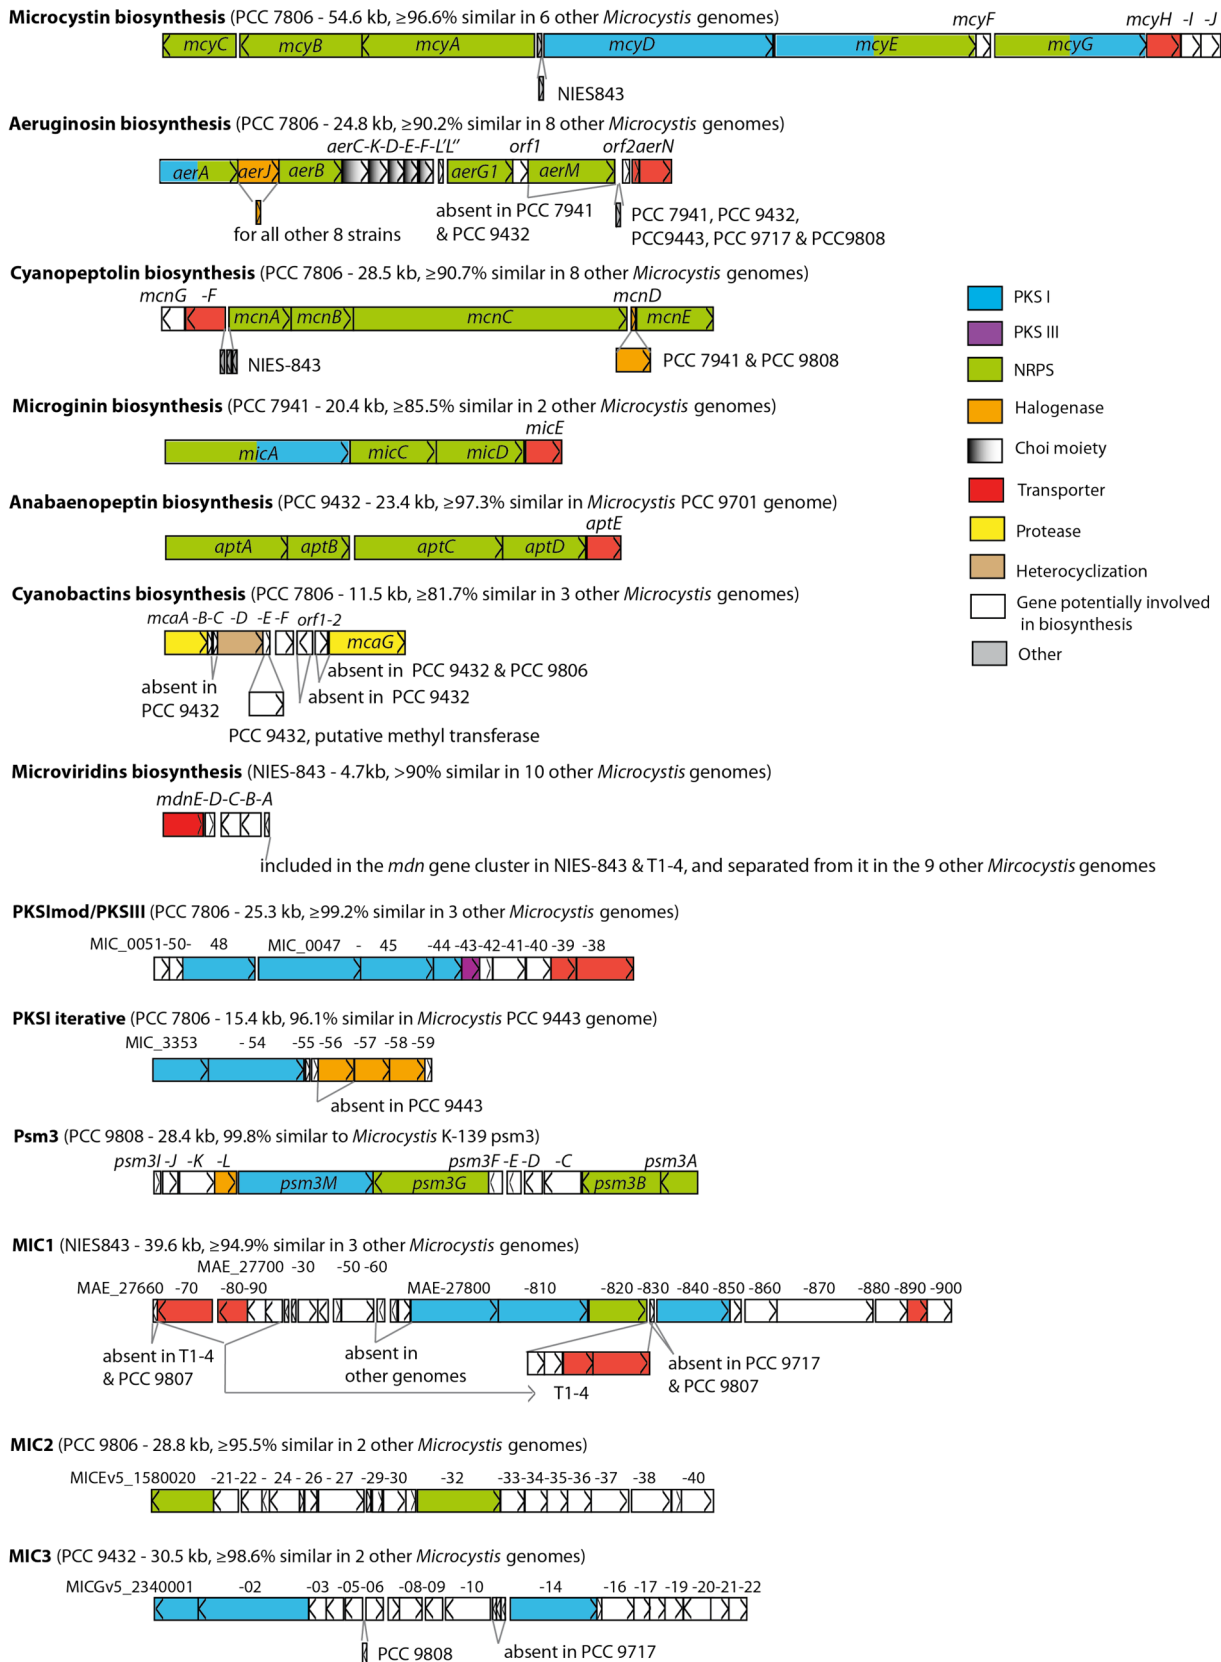 Microcystin biosynthesis (PCC 7806 - 54.6 kb, ≥96.6% similar in 6 other Microcystis genomes)
mcyF mcyH -I -J
mcyC mcyB mcyA mcyD mcyE mcyG
NIES843
Aeruginosin biosynthesis (PCC 7806 - 24.8 kb, ≥90.2% similar in 8 other Microcystis genomes)
aerC-K-D-E-F-L'L'' orf1 orf2aerN
aerA aerJ aerB aerG1 aerM
absent in PCC 7941
& PCC 9432
PCC 7941, PCC 9432,
PCC9443, PCC 9717 & PCC9808
for all other 8 strains
Cyanopeptolin biosynthesis (PCC 7806 - 28.5 kb, ≥90.7% similar in 8 other Microcystis genomes)
mcnG -F mcnD
mcnA mcnB mcnC mcnE
NIES-843
PCC 7941 & PCC 9808
PKS I
PKS III
NRPS
Halogenase
Choi moiety
Transporter
Protease
Heterocyclization
Gene potentially involved
in biosynthesis
Other
Microginin biosynthesis (PCC 7941 - 20.4 kb, ≥85.5% similar in 2 other Microcystis genomes)
micE
micA micC micD
Anabaenopeptin biosynthesis (PCC 9432 - 23.4 kb, ≥97.3% similar in Microcystis PCC 9701 genome)
aptE
aptA aptB aptC aptD
Cyanobactins biosynthesis (PCC 7806 - 11.5 kb, ≥81.7% similar in 3 other Microcystis genomes)
mcaA -B-C -D -E -F orf1-2
mcaG
absent in PCC 9432 & PCC 9806
absent in
PCC 9432
absent in PCC 9432
PCC 9432, putative methyl transferase
Microviridins biosynthesis (NIES-843 - 4.7kb, >90% similar in 10 other Microcystis genomes)
mdnE-D-C-B-A
included in the mdn gene cluster in NIES-843 & T1-4, and separated from it in the 9 other Mircocystis genomes
PKSImod/PKSIII (PCC 7806 - 25.3 kb, ≥99.2% similar in 3 other Microcystis genomes)
MIC_0051-50- 48 MIC_0047 - 45 -44 -43-42-41-40 -39 -38
PKSI iterative (PCC 7806 - 15.4 kb, 96.1% similar in Microcystis PCC 9443 genome)
MIC_3353 - 54 -55 -56 -57 -58 -59
absent in PCC 9443
Psm3 (PCC 9808 - 28.4 kb, 99.8% similar to Microcystis K-139 psm3)
psm3I -J -K -L psm3F -E -D -C psm3A
psm3M psm3G psm3B
MIC1 (NIES843 - 39.6 kb, ≥94.9% similar in 3 other Microcystis genomes)
MAE_27700 -30 -50 -60
MAE_27660 -70 -80-90 MAE-27800 -810 -820 -830 -840 -850 -860 -870 -880 -890 -900
absent in T1-4
& PCC 9807
absent in
other genomes
T1-4
absent in PCC 9717
& PCC 9807
MIC2 (PCC 9806 - 28.8 kb, ≥95.5% similar in 2 other Microcystis genomes)
MICEv5_1580020 -21-22 - 24 - 26 - 27 -29-30 -32 -33-34-35-36 -37 -38 -40
MIC3 (PCC 9432 - 30.5 kb, ≥98.6% similar in 2 other Microcystis genomes)
MICGv5_2340001 -02 -03 -05-06 -08-09 -10 -14 -16 -17 -19 -20-21-22
PCC 9808
absent in PCC 9717